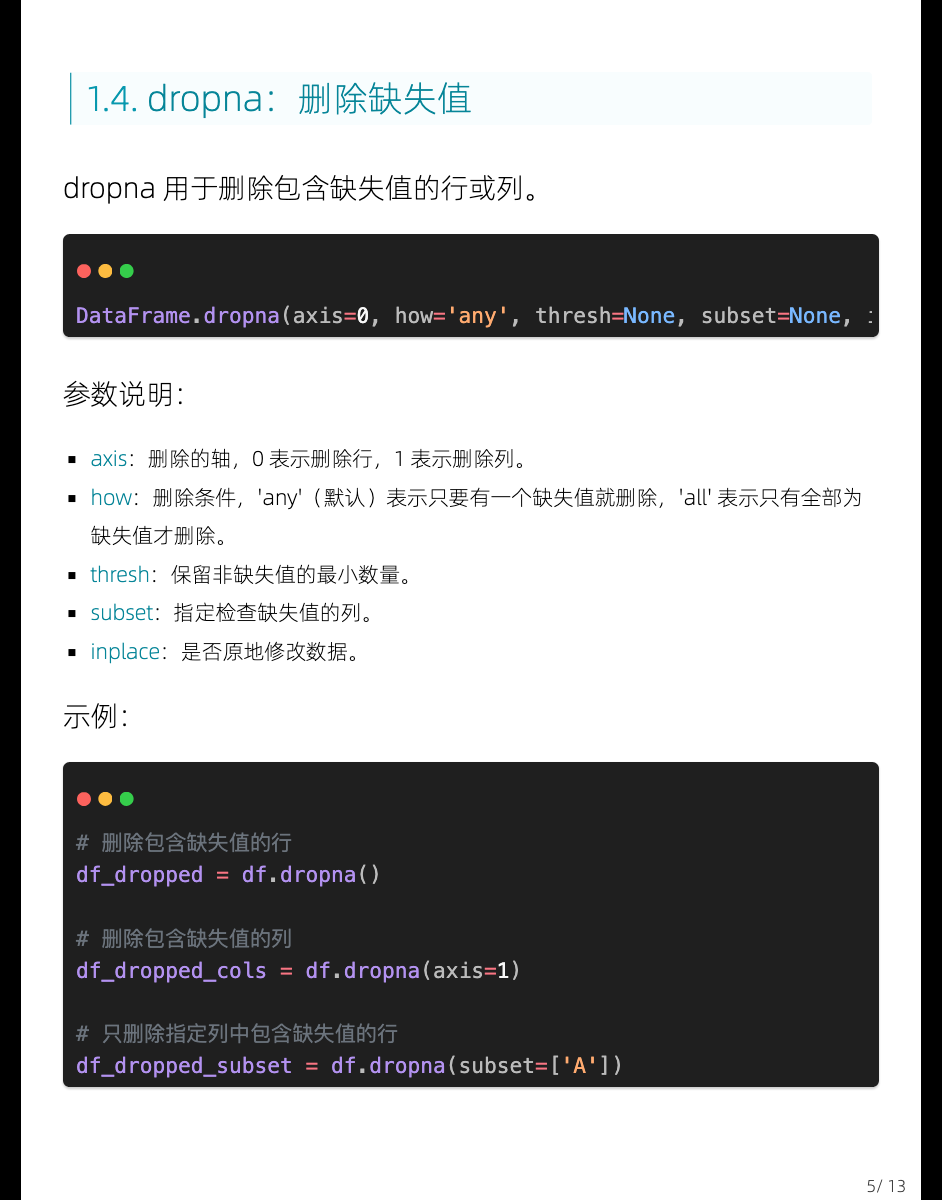 1.4. dropna：删除缺失值
dropna 用于删除包含缺失值的行或列。
DataFrame.dropna(axis=0, how='any', thresh=None, subset=None,
参数说明：
▪ axis：删除的轴，0 表示删除行，1 表示删除列。
▪ how：删除条件，'any'（默认）表示只要有一个缺失值就删除，'all' 表示只有全部为
缺失值才删除。
▪ thresh：保留非缺失值的最小数量。
▪ subset：指定检查缺失值的列。
▪ inplace：是否原地修改数据。
示例：
# 删除包含缺失值的行
df_dropped = df.dropna()
# 删除包含缺失值的列
df_dropped_cols = df.dropna(axis=1)
# 只删除指定列中包含缺失值的行
df_dropped_subset = df.dropna(subset=['A'])
5/ 13